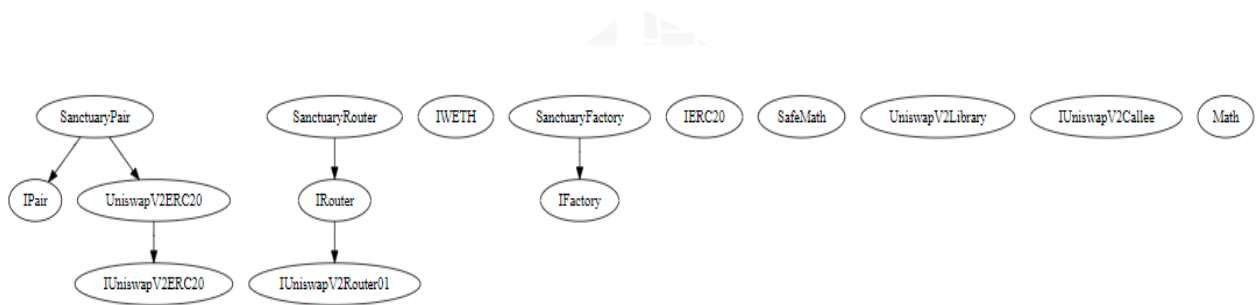 SanctuaryPair
SanctuaryRouter
IWETH
SanctuaryFactory
IERC20
SafeMath
UniswapV2Library
IUniswapV2Callee
Math
IPair
UniswapV2ERC20
IRouter
IFactory
IUniswapV2ERC20
IUniswapV2Router01